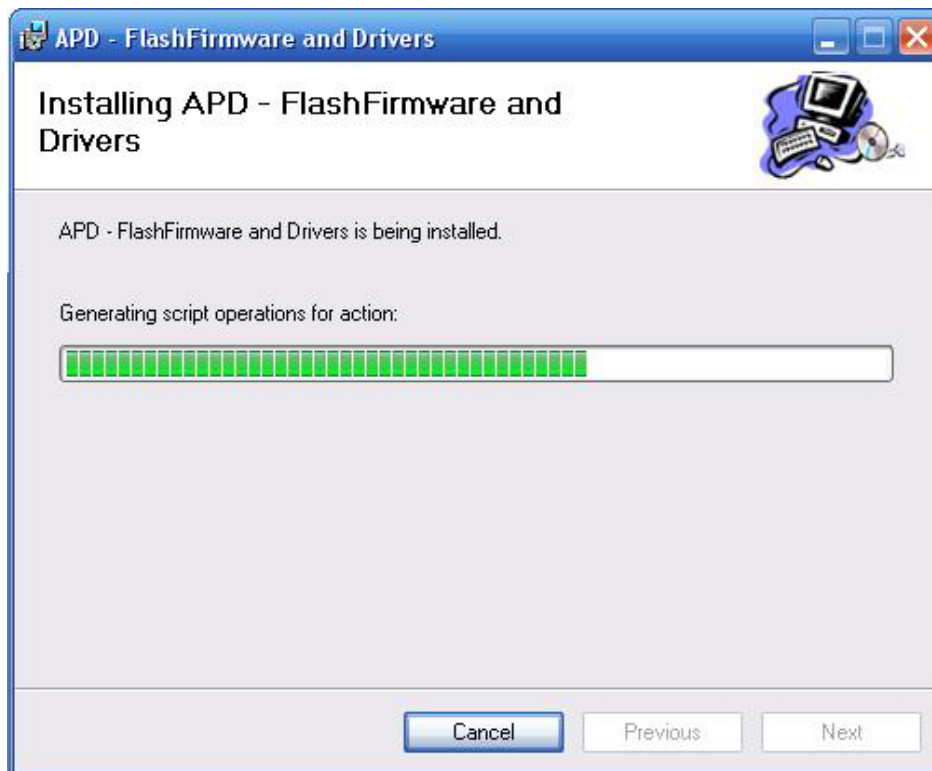 APD - FlashFirmware and Drivers
Installing APD - FlashFirmware and
Drivers
APD - FlashFirmware and Drivers is being installed.
Generating script operations for action:
Cancel
Previous
Next